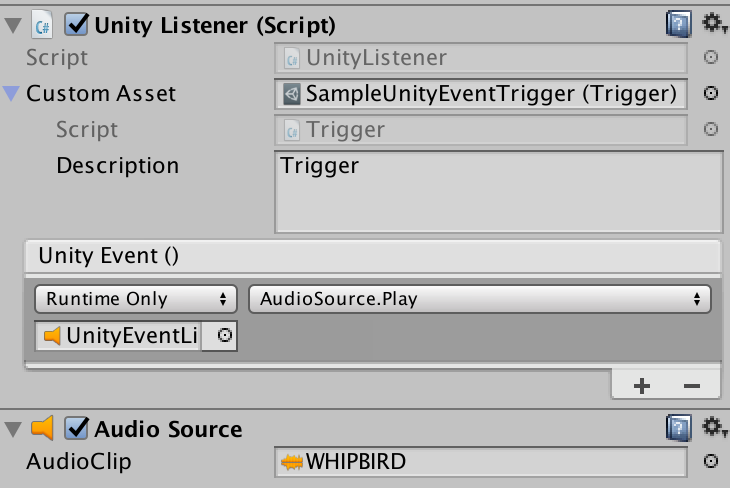 Unity Listener (Script)
Script UnityListener
Custom Asset SampleUnityEventTrigger (Trigger)
Script Trigger
Description Trigger
Unity Event ()
Runtime Only AudioSource.Play
UnityEventLi
Audio Source
AudioClip WHIPBIRD